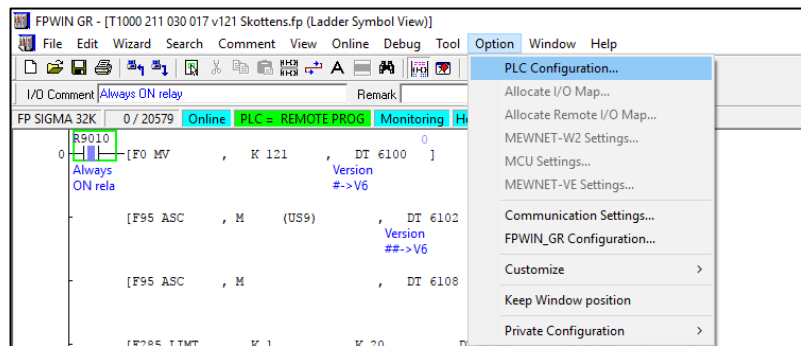 FPWIN GR - [T1000 211 030 017 v121 Skottens.fp (Ladder Symbol View)]
File Edit Wizard Search Comment View Online Debug Tool Option Window Help
I/O Comment Always ON relay Remark
FP SIGMA 32K 0 / 20579 Online PLC = REMOTE PROG Monitoring
PLC Configuration...
Allocate I/O Map...
Allocate Remote I/O Map...
MEWNET-W2 Settings...
MCU Settings...
MEWNET-VE Settings...
Communication Settings...
FPWIN_GR Configuration...
Customize >
Keep Window position
Private Configuration >
R9010 0
0 [F0 MV , K 121 , DT 6100 ]
Always Version
ON rela #->V6
[F95 ASC , M (US9) , DT 6102
Version
##->V6
[F95 ASC , M , DT 6108
[F285 LIMT K 1 K 20